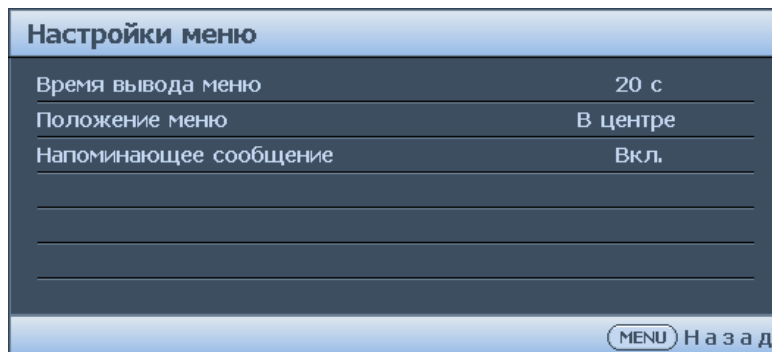 Настройки меню
Время вывода меню 20 с
Положение меню В центре
Напоминающее сообщение Вкл.
MENU Назад